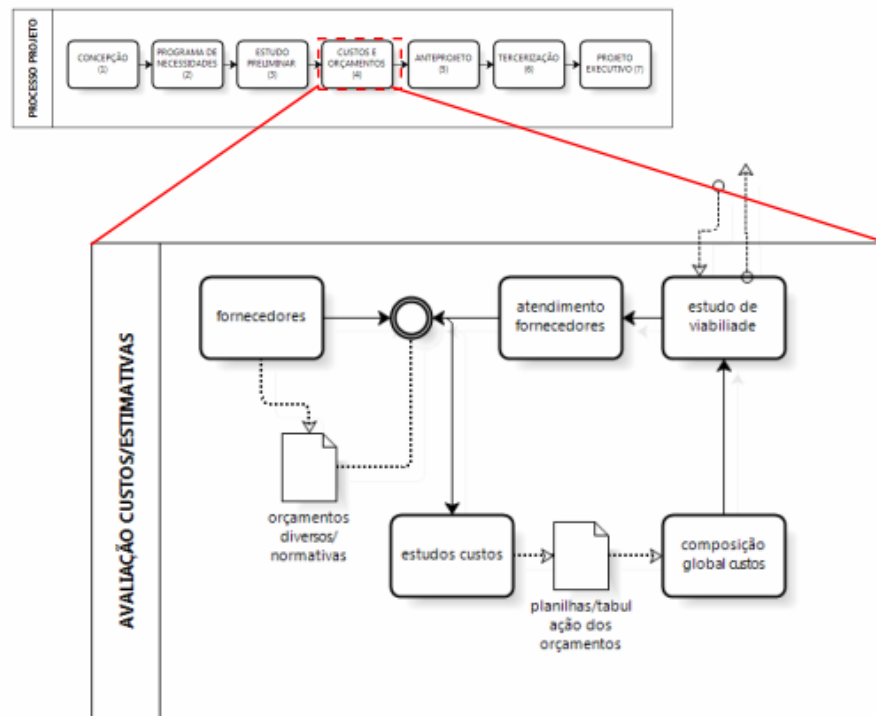 PROCESSO PROJETO
CONCEPÇÃO
(1)
PROGRAMA DE
NECESSIDADES
(2)
ESTUDO
PRELIMINAR
(3)
CUSTOS E
ORÇAMENTOS
(4)
ANTEPROJETO
(5)
TERCERIZAÇÃO
(6)
PROJETO
EXECUTIVO (7)
AVALIAÇÃO CUSTOS/ESTIMATIVAS
fornecedores
atendimento
fornecedores
estudo de
viabiliade
orçamentos
diversos/
normativas
estudos custos
planilhas/tabul
ação dos
orçamentos
composição
global custos